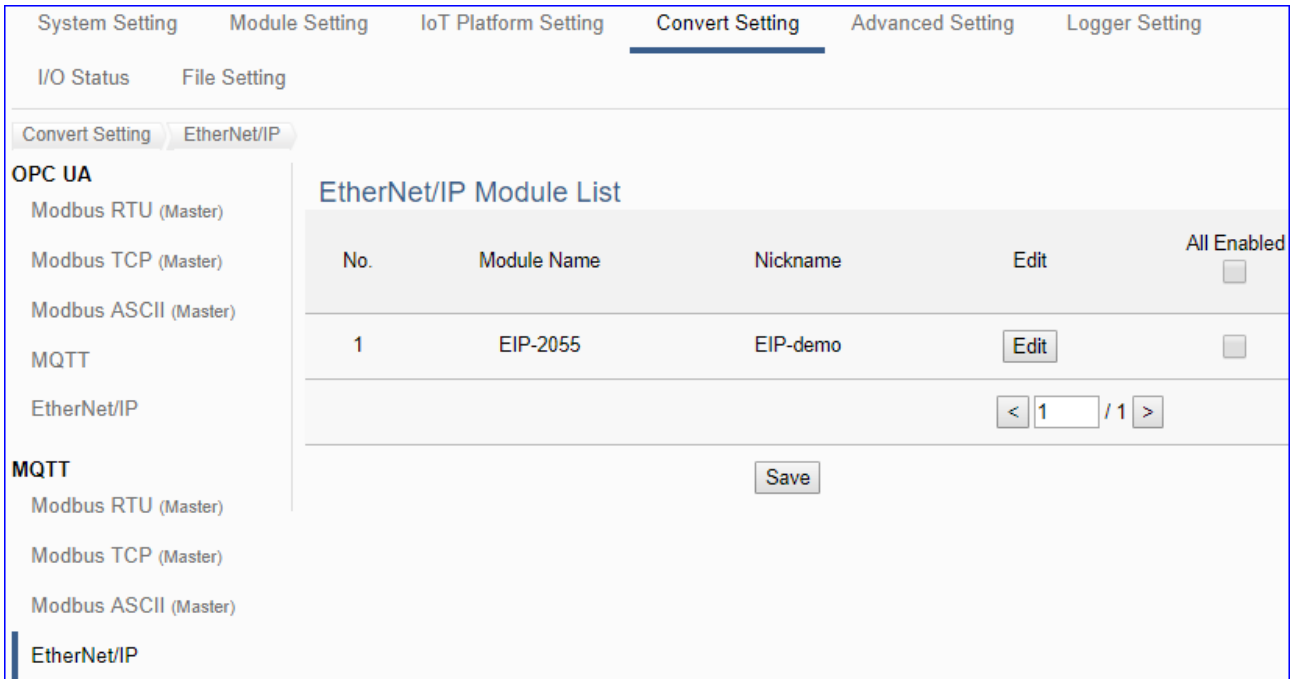 System Setting Module Setting IoT Platform Setting Convert Setting Advanced Setting Logger Setting
I/O Status File Setting
Convert Setting EtherNet/IP
OPC UA
Modbus RTU (Master)
Modbus TCP (Master)
Modbus ASCII (Master)
MQTT
EtherNet/IP
MQTT
Modbus RTU (Master)
Modbus TCP (Master)
Modbus ASCII (Master)
EtherNet/IP
EtherNet/IP Module List
No. Module Name Nickname Edit All Enabled
1 EIP-2055 EIP-demo Edit
< 1 / 1 >
Save